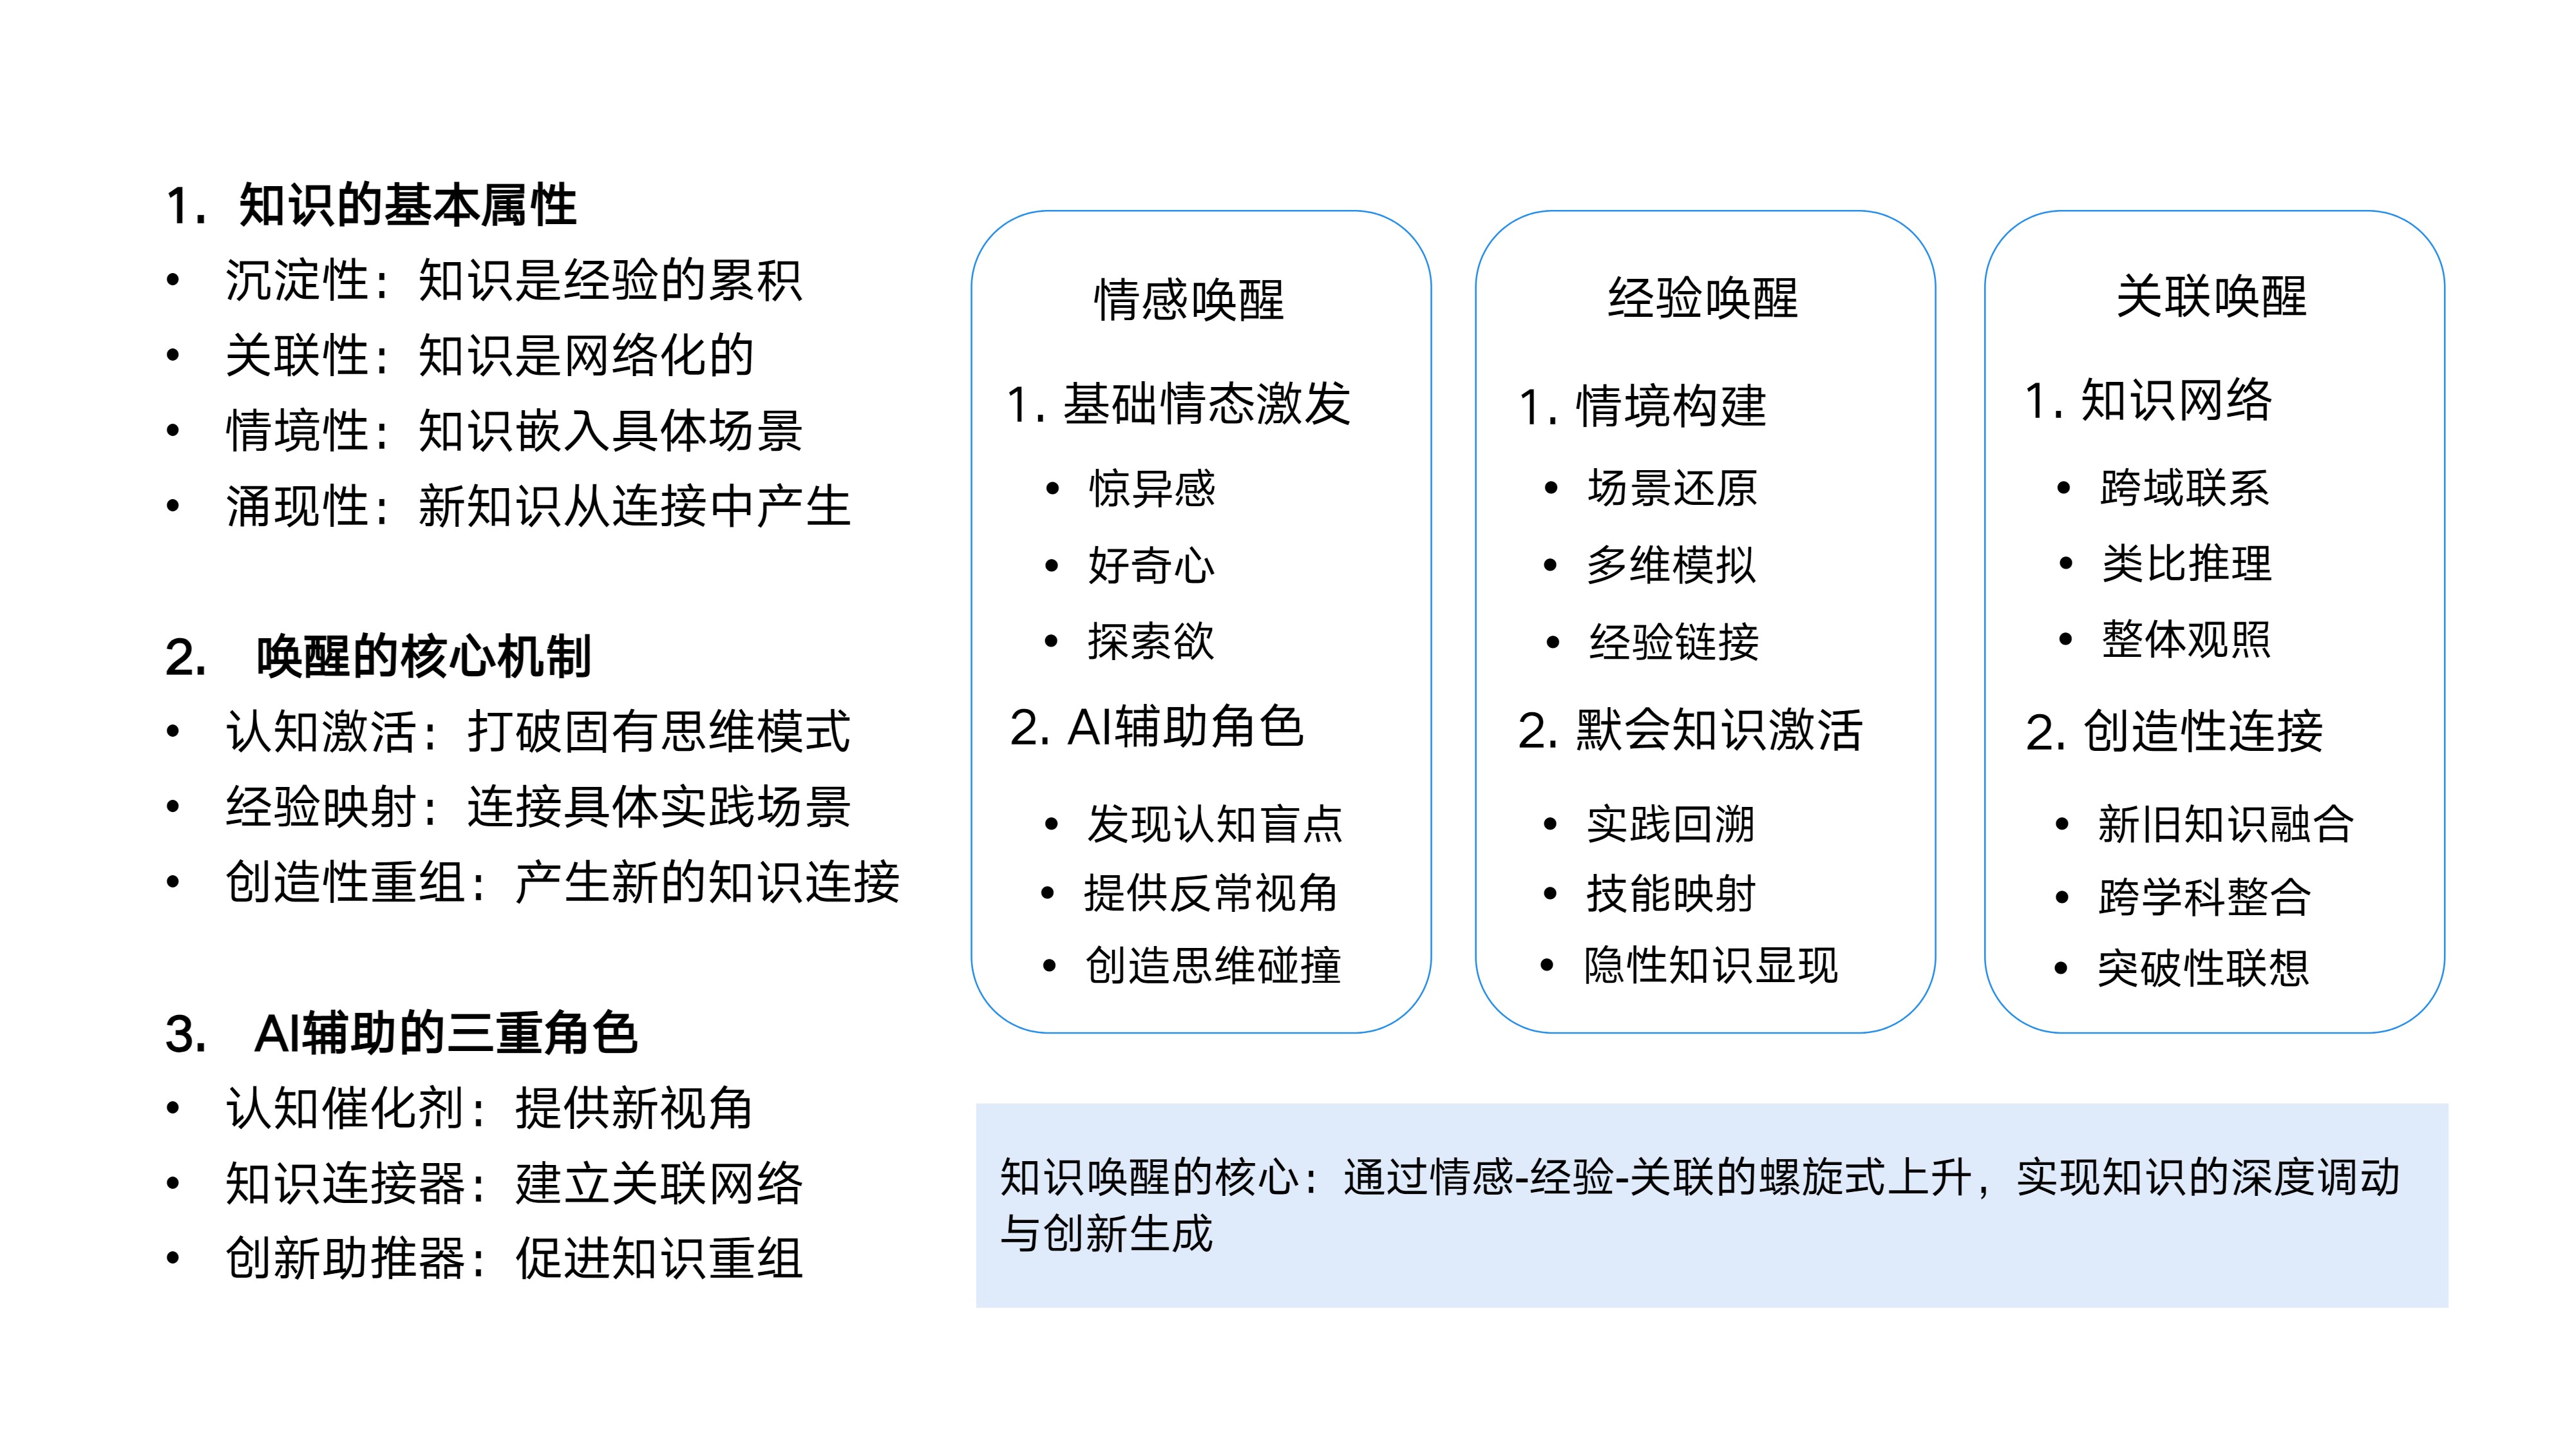 1. 知识的基本属性
• 沉淀性：知识是经验的累积
• 关联性：知识是网络化的
• 情境性：知识嵌入具体场景
• 涌现性：新知识从连接中产生
2. 唤醒的核心机制
• 认知激活：打破固有思维模式
• 经验映射：连接具体实践场景
• 创造性重组：产生新的知识连接
3. AI辅助的三重角色
• 认知催化剂：提供新视角
• 知识连接器：建立关联网络
• 创新助推器：促进知识重组
情感唤醒
1. 基础情态激发
• 惊异感
• 好奇心
• 探索欲
2. AI辅助角色
• 发现认知盲点
• 提供反常视角
• 创造思维碰撞
经验唤醒
1. 情境构建
• 场景还原
• 多维模拟
• 经验链接
2. 默会知识激活
• 实践回溯
• 技能映射
• 隐性知识显现
关联唤醒
1. 知识网络
• 跨域联系
• 类比推理
• 整体观照
2. 创造性连接
• 新旧知识融合
• 跨学科整合
• 突破性联想
知识唤醒的核心：通过情感-经验-关联的螺旋式上升，实现知识的深度调动
与创新生成